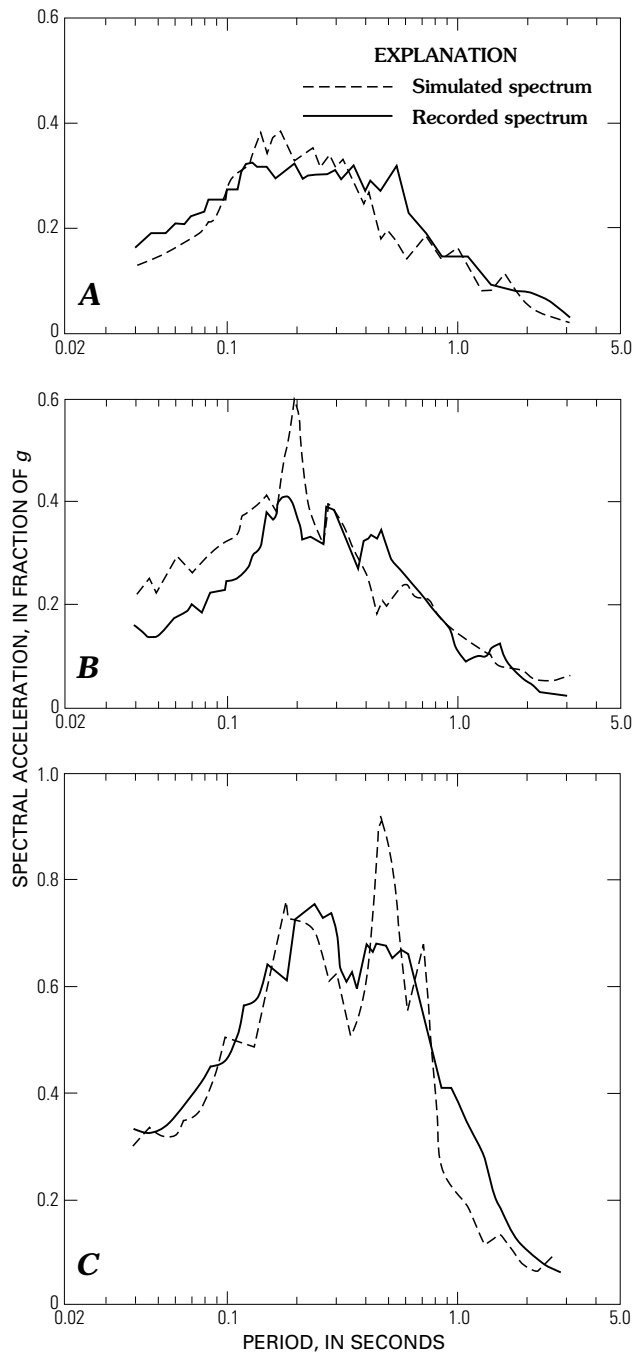 0.6
EXPLANATION
Simulated spectrum
Recorded spectrum
0.4
0.2
A
0
0.02 0.1 1.0 5.0
0.6
0.4
0.2
B
0
0.02 0.1 1.0 5.0
SPECTRAL ACCELERATION, IN FRACTION OF g
1.0
0.8
0.6
0.4
0.2
C
0
0.02 0.1 1.0 5.0
PERIOD, IN SECONDS